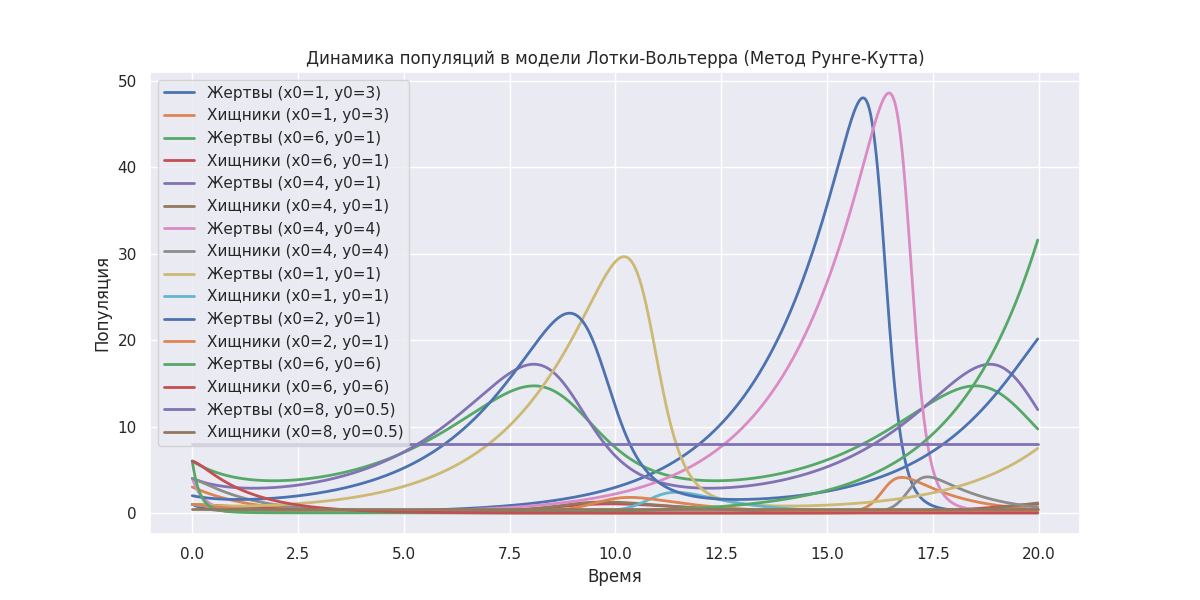 Динамика популяций в модели Лотки-Вольтерра (Метод Рунге-Кутта)
50
40
30
20
10
0
Популяция
Жертвы (x0=1, y0=3)
Хищники (x0=1, y0=3)
Жертвы (x0=6, y0=1)
Хищники (x0=6, y0=1)
Жертвы (x0=4, y0=1)
Хищники (x0=4, y0=1)
Жертвы (x0=4, y0=4)
Хищники (x0=4, y0=4)
Жертвы (x0=1, y0=1)
Хищники (x0=1, y0=1)
Жертвы (x0=2, y0=1)
Хищники (x0=2, y0=1)
Жертвы (x0=6, y0=6)
Хищники (x0=6, y0=6)
Жертвы (x0=8, y0=0.5)
Хищники (x0=8, y0=0.5)
0.0 2.5 5.0 7.5 10.0 12.5 15.0 17.5 20.0
Время